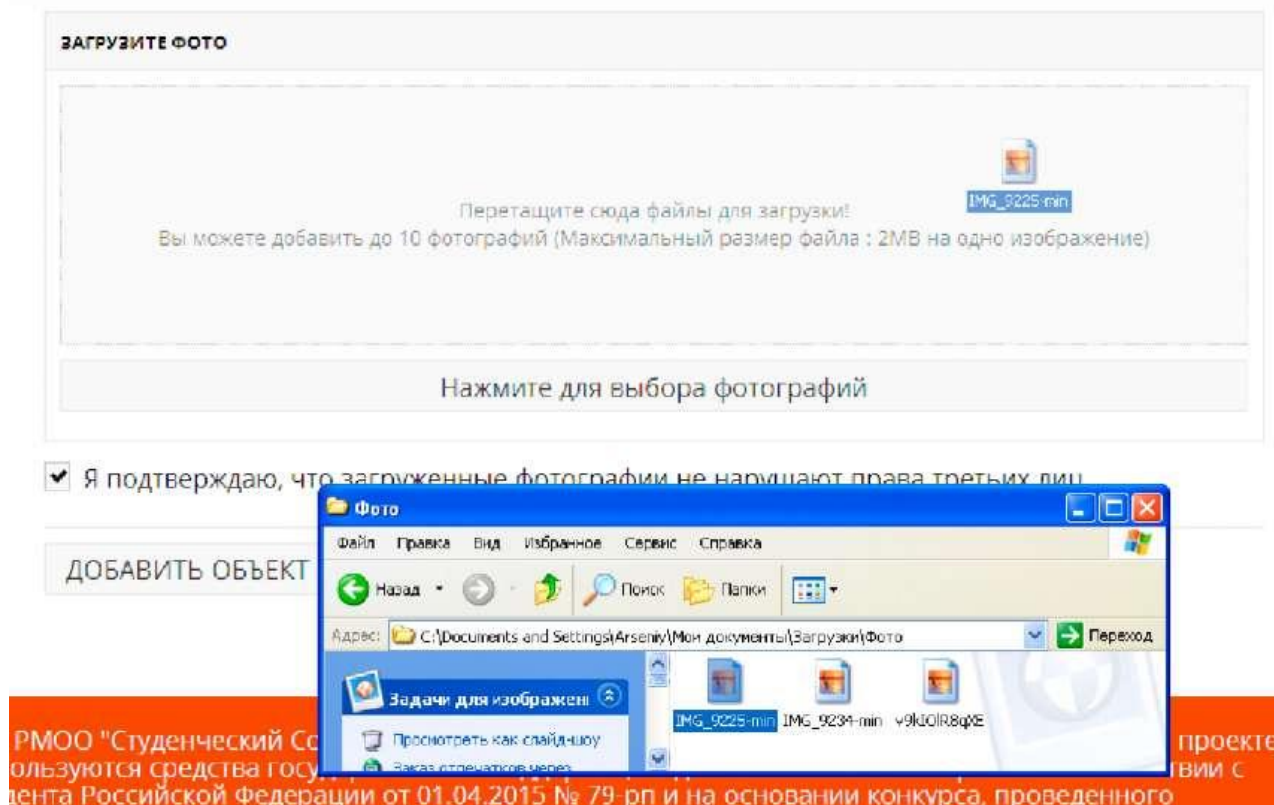 ЗАГРУЗИТЕ ФОТО
IMG_9225-min
Перетащите сюда файлы для загрузки!
Вы можете добавить до 10 фотографий (Максимальный размер файла : 2MB на одно изображение)
Нажмите для выбора фотографий
Я подтверждаю, что загруженные фотографии не нарушают права третьих лиц
ДОБАВИТЬ ОБЪЕКТ
Фото
Файл Правка Вид Избранное Сервис Справка
Назад Поиск Папки
Адрес: C:\Documents and Settings\Arseniy\Мои документы\Загрузки\Фото Переход
Задачи для изображени
IMG_9225-min IMG_9234-min
Просмотреть как слайд-шоу
Заказ отпечатков через
РМОО "Студенческий Со проекте
ользуются средства госу твии с
дента Российской Федерации от 01.04.2015 № 79-рп и на основании конкурса, проведенного